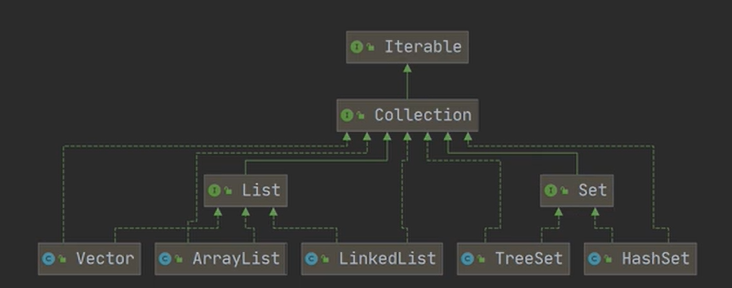 Iterable
Collection
List
Set
Vector
ArrayList
LinkedList
TreeSet
HashSet